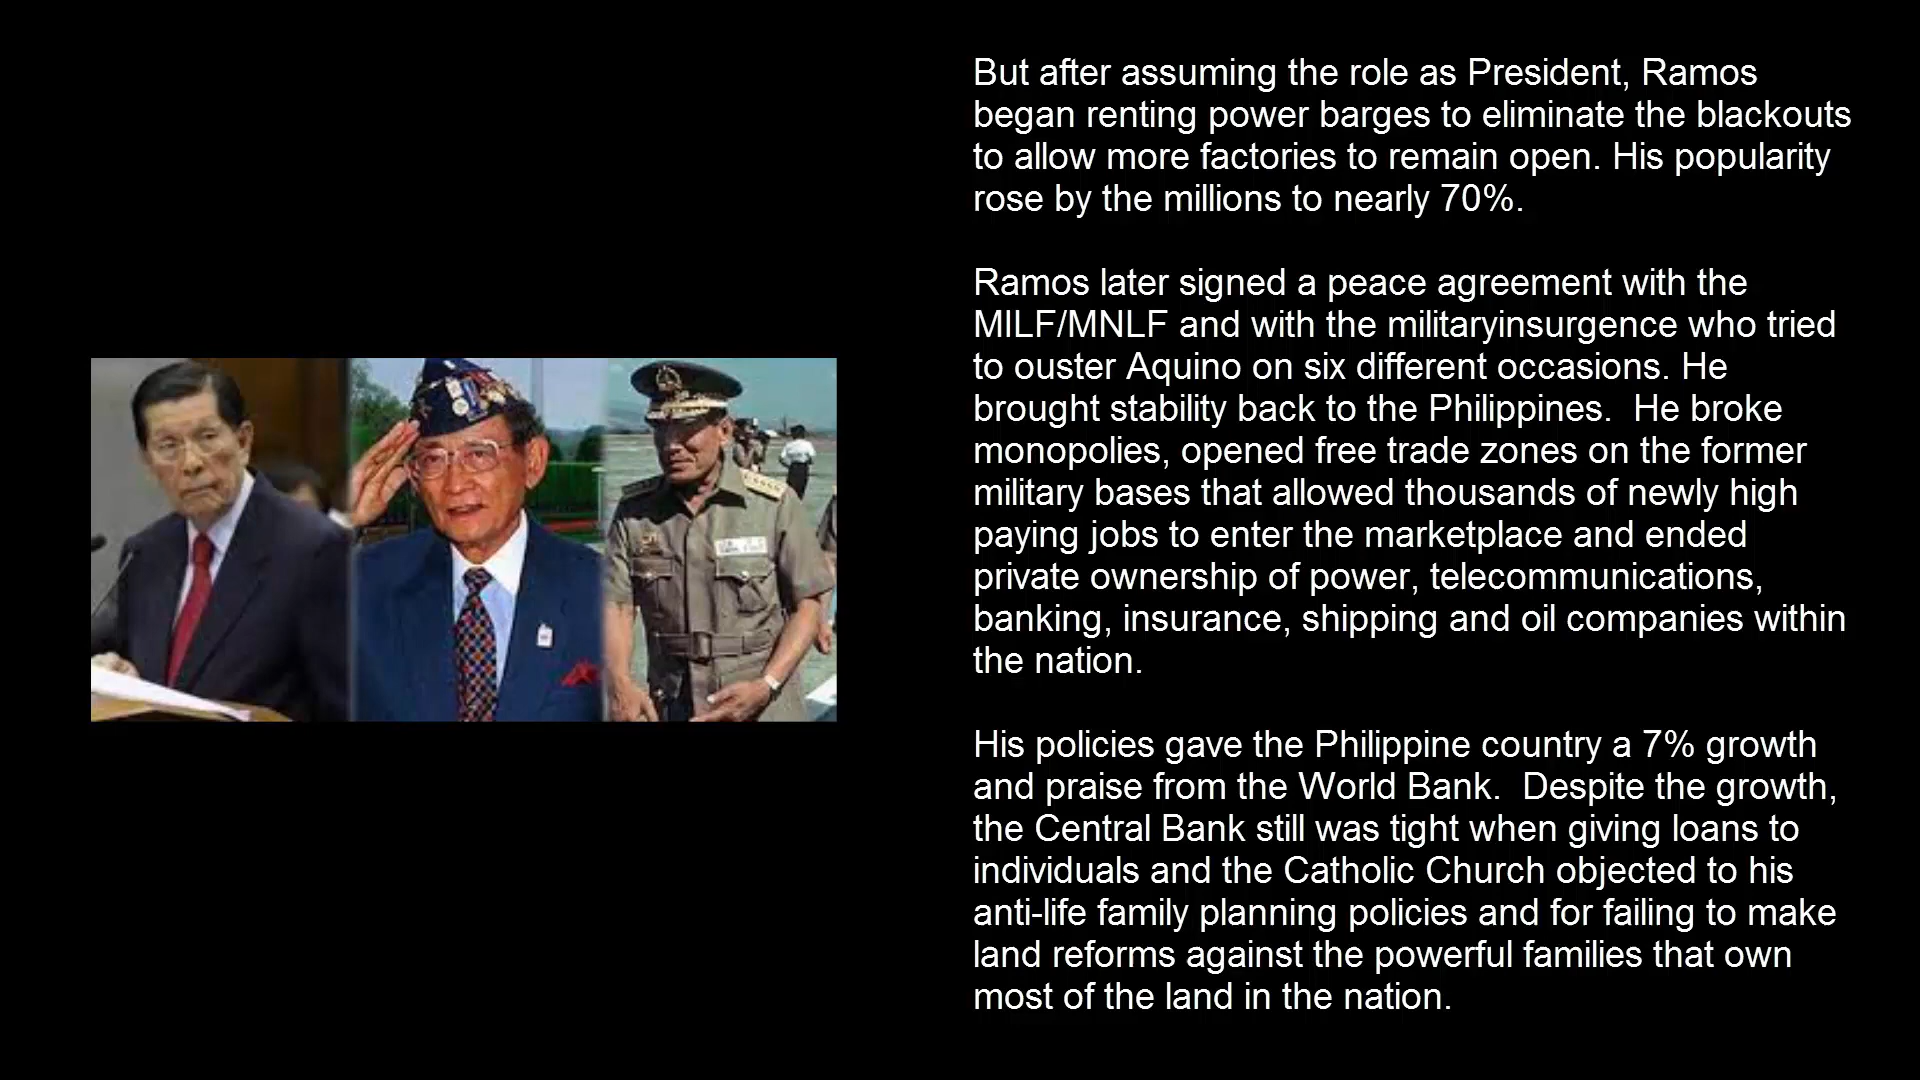 But after assuming the role as President, Ramos
began renting power barges to eliminate the blackouts
to allow more factories to remain open. His popularity
rose by the millions to nearly 70%.
Ramos later signed a peace agreement with the
MILF/MNLF and with the militaryinsurgence who tried
to ouster Aquino on six different occasions. He
brought stability back to the Philippines.  He broke
monopolies, opened free trade zones on the former
military bases that allowed thousands of newly high
paying jobs to enter the marketplace and ended
private ownership of power, telecommunications,
banking, insurance, shipping and oil companies within
the nation.
His policies gave the Philippine country a 7% growth
and praise from the World Bank.  Despite the growth,
the Central Bank still was tight when giving loans to
individuals and the Catholic Church objected to his
anti-life family planning policies and for failing to make
land reforms against the powerful families that own
most of the land in the nation.